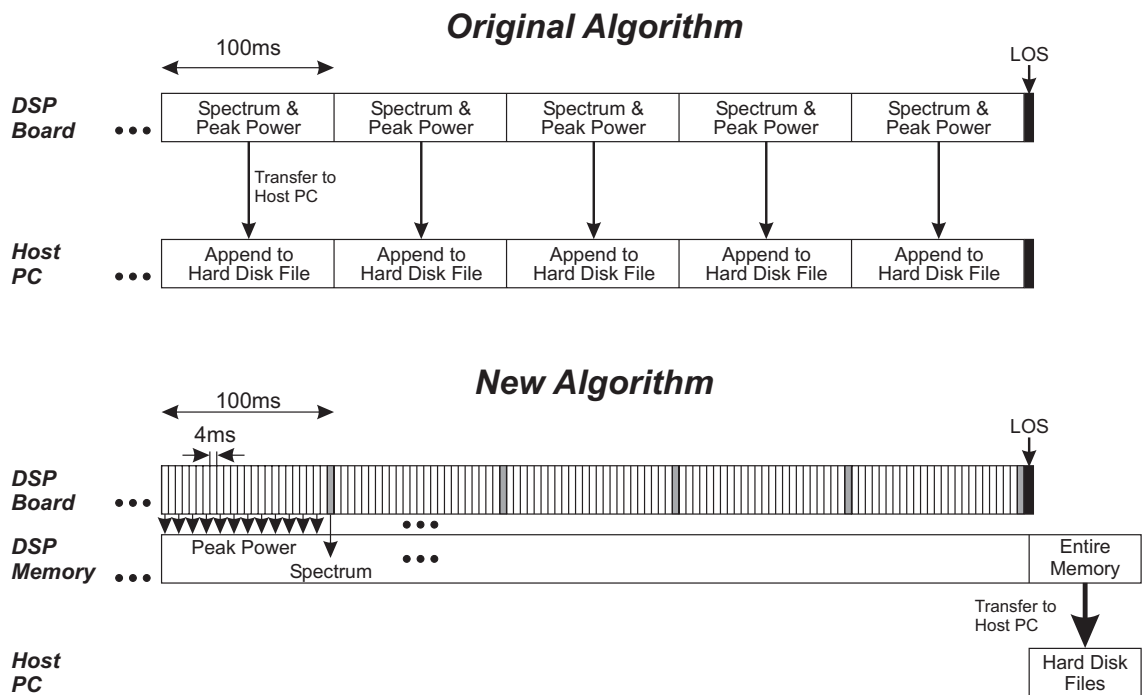 Original Algorithm
100ms
LOS
DSP
Board
Spectrum &
Peak Power
Spectrum &
Peak Power
Spectrum &
Peak Power
Spectrum &
Peak Power
Spectrum &
Peak Power
Transfer to
Host PC
Host
PC
Append to
Hard Disk File
Append to
Hard Disk File
Append to
Hard Disk File
Append to
Hard Disk File
Append to
Hard Disk File
New Algorithm
100ms
LOS
4ms
DSP
Board
DSP
Memory
Peak Power
Spectrum
Entire
Memory
Transfer to
Host PC
Host
PC
Hard Disk
Files